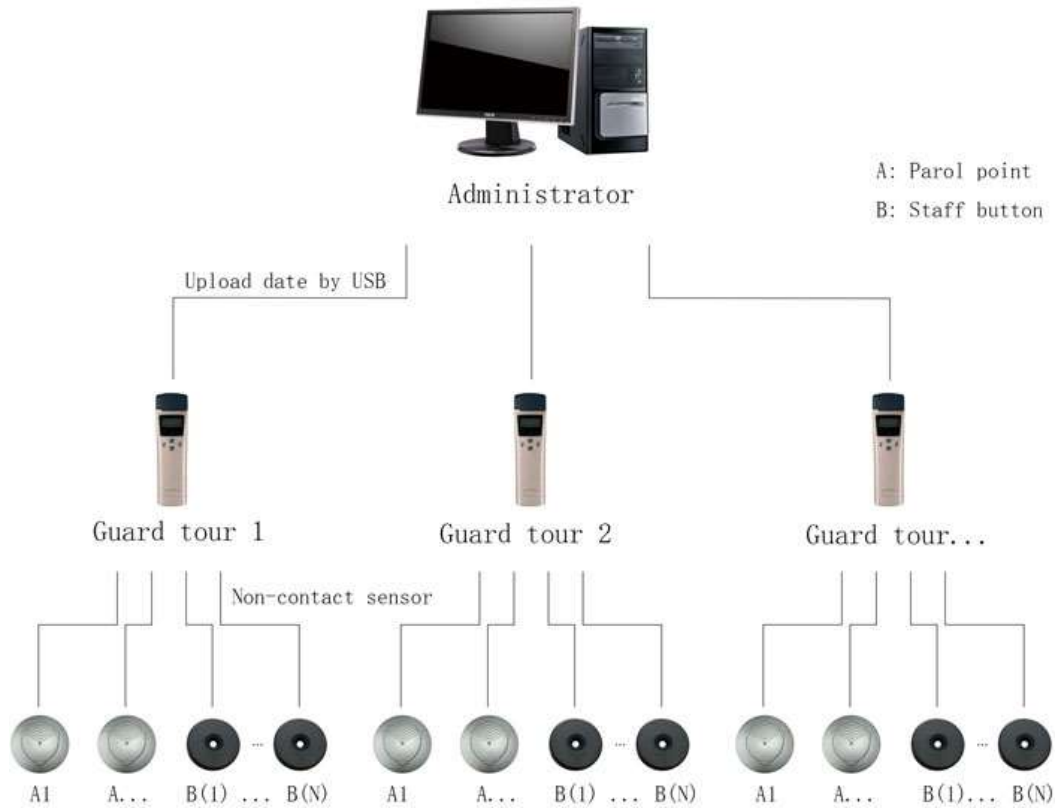 Administrator
A: Parol point
B: Staff button
Upload date by USB
Guard tour 1
Guard tour 2
Guard tour...
Non-contact sensor
... ... ...
A1 A... B(1) ... B(N) A1 A... B(1) ... B(N) A1 A... B(1)... B(N)